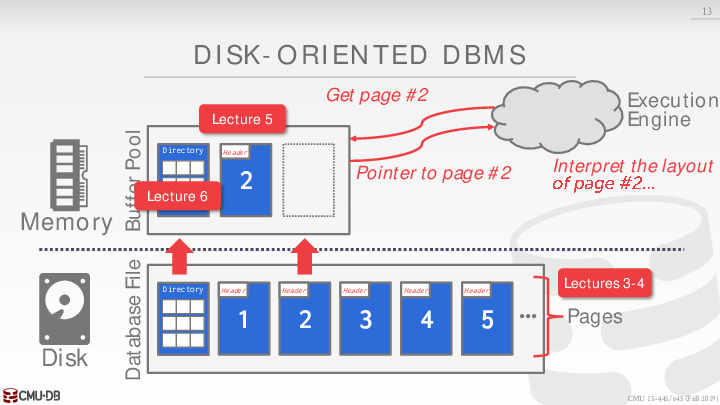 13
DISK-ORIENTED DBMS
Get page #2
Execution
Engine
Lecture 5
Buffer Pool
Directory
Header
2
Lecture 6
Pointer to page #2
Interpret the layout
of page #2...
Memory
Database File
Directory
Header
1
Header
2
Header
3
Header
4
Header
5
•••
Lectures 3-4
Pages
Disk
CMU·DB
CMU 15-445/645 (Fall 2019)